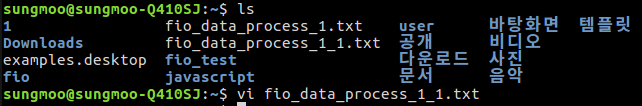 sungmoo@sungmoo-Q410SJ:~$ ls
1 fio_data_process_1.txt user 바탕화면 템플릿
Downloads fio_data_process_1_1.txt 공개 비디오
examples.desktop fio_test 다운로드 사진
fio javascript 문서 음악
sungmoo@sungmoo-Q410SJ:~$ vi fio_data_process_1_1.txt